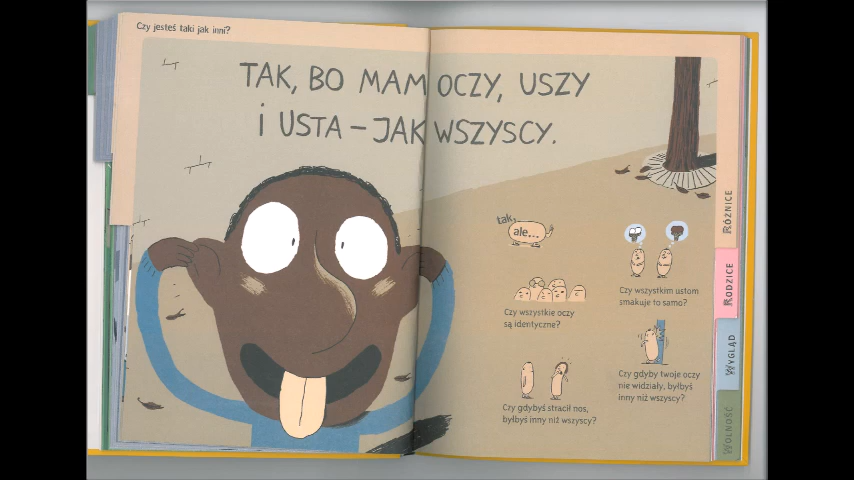 Czy jesteś taki jak inni?
TAK, BO MAM OCZY, USZY
i USTA – JAK WSZYSCY.
tak,
ale...
Czy wszystkie oczy
są identyczne?
Czy wszystkim ustom
smakuje to samo?
Czy gdybyś stracił nos,
byłbyś inny niż wszyscy?
Czy gdyby twoje oczy
nie widziały, byłbyś
inny niż wszyscy?
RÓŻNICE
RODZICE
WYGLĄD
WOLNOŚĆ